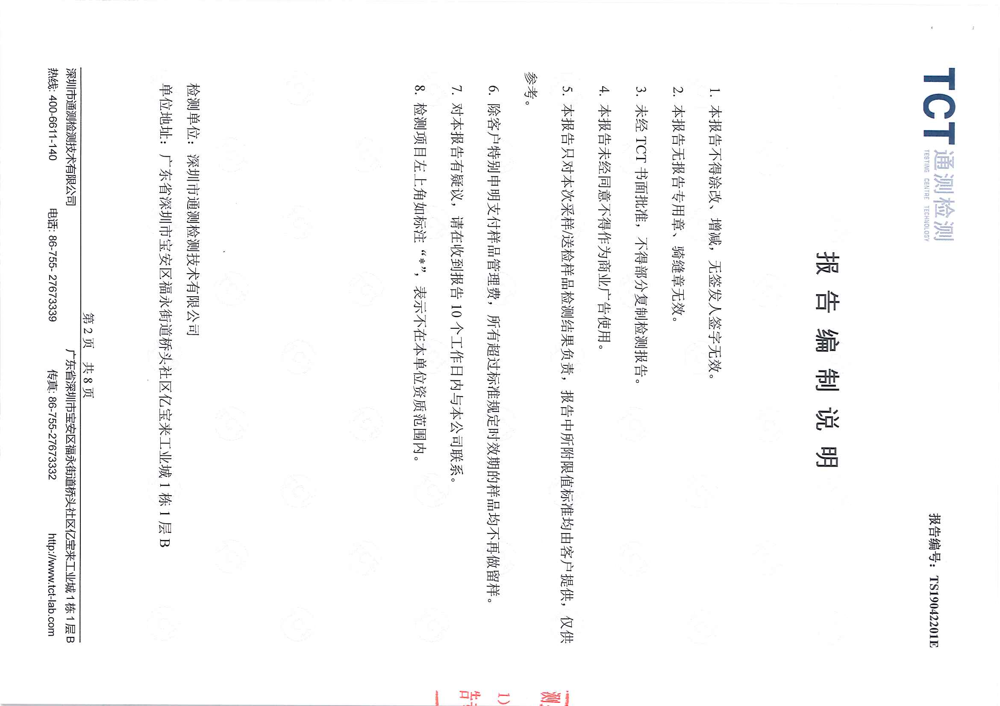 TCT通测检测
TESTING CENTRE TECHNOLOGY
报告编号：TS19042201E
报告编制说明
1. 本报告不得涂改、增减，无签发人签字无效。
2. 本报告无报告专用章、骑缝章无效。
3. 未经 TCT 书面批准，不得部分复制检测报告。
4. 本报告未经同意不得作为商业广告使用。
5. 本报告只对本次采样/送检样品检测结果负责，报告中所附限值标准均由客户提供，仅供
参考。
6. 除客户特别申明支付样品管理费，所有超过标准规定时效期的样品均不再做留样。
7. 对本报告有疑议，请在收到报告 10 个工作日内与本公司联系。
8. 检测项目左上角如标注“*”，表示不在本单位资质范围内。
检测单位：深圳市通测检测技术有限公司
单位地址：广东省深圳市宝安区福永街道桥头社区亿宝来工业城 1 栋 1 层 B
第 2 页 共 8 页
深圳市通测检测技术有限公司 广东省深圳市宝安区福永街道桥头社区亿宝来工业城 1 栋 1 层 B
热线: 400-6611-140 电话: 86-755- 27673339 传真: 86-755-27673332 http://www.tct-lab.com
测
1)